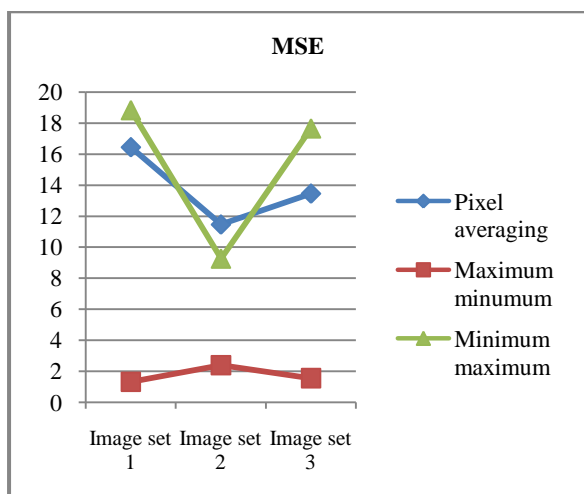 MSE
20
18
16
14
12
10
8
6
4
2
0
Image set
1
Image set
2
Image set
3
Pixel
averaging
Maximum
minumum
Minimum
maximum